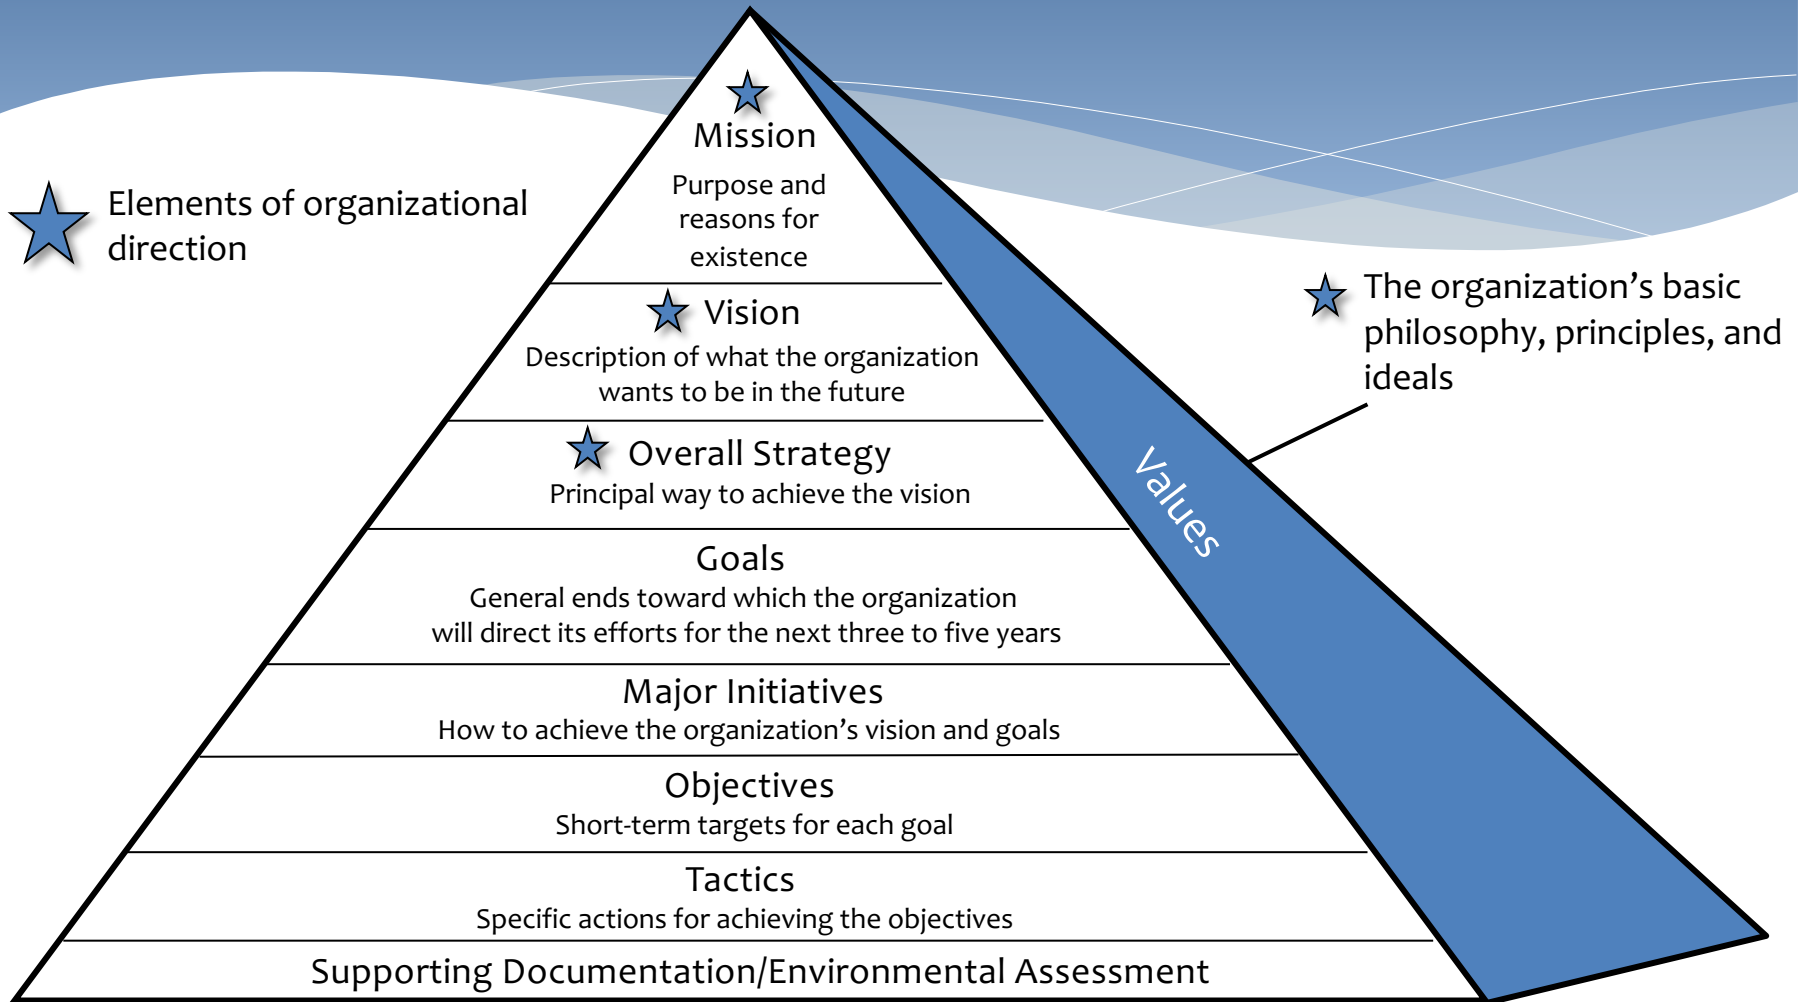 Mission
Purpose and
reasons for
existence
Elements of organizational
direction
Vision
Description of what the organization
wants to be in the future
The organization’s basic
philosophy, principles, and
ideals
Overall Strategy
Principal way to achieve the vision
Values
Goals
General ends toward which the organization
will direct its efforts for the next three to five years
Major Initiatives
How to achieve the organization’s vision and goals
Objectives
Short-term targets for each goal
Tactics
Specific actions for achieving the objectives
Supporting Documentation/Environmental Assessment